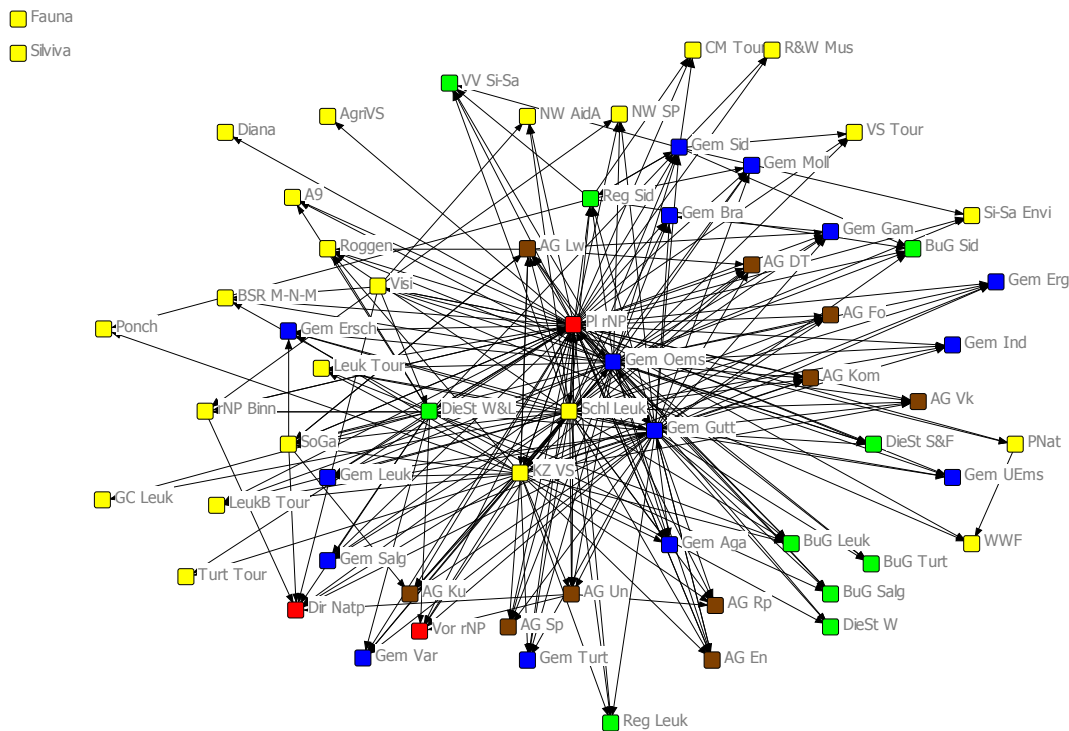 Fauna
Silviva
CM Tour
R&W Mus
VV Si-Sa
AgriVS
NW AidA
NW SP
Diana
VS Tour
Gem Sid
Gem Moll
A9
Reg Sid
Gem Bra
Si-Sa Envi
Gem Gam
Roggen
AG Lw
BuG Sid
AG DT
Visi
Gem Erg
BSR M-N-M
AG Fo
Pl rNP
Ponch
Gem Ersch
Gem Ind
Gem Oems
Leuk Tour
AG Kom
AG Vk
rNP Binn
DieSt W&L
Schl Leuk
Gem Gutt
SoGa
DieSt S&F
PNat
KZ VS
Gem Leuk
Gem UEms
GC Leuk
LeukB Tour
Gem Aga
BuG Leuk
WWF
Gem Salg
BuG Turt
Turt Tour
AG Ku
AG Un
BuG Salg
Dir Natp
AG Rp
Vor rNP
AG Sp
DieSt W
Gem Var
Gem Turt
AG En
Reg Leuk